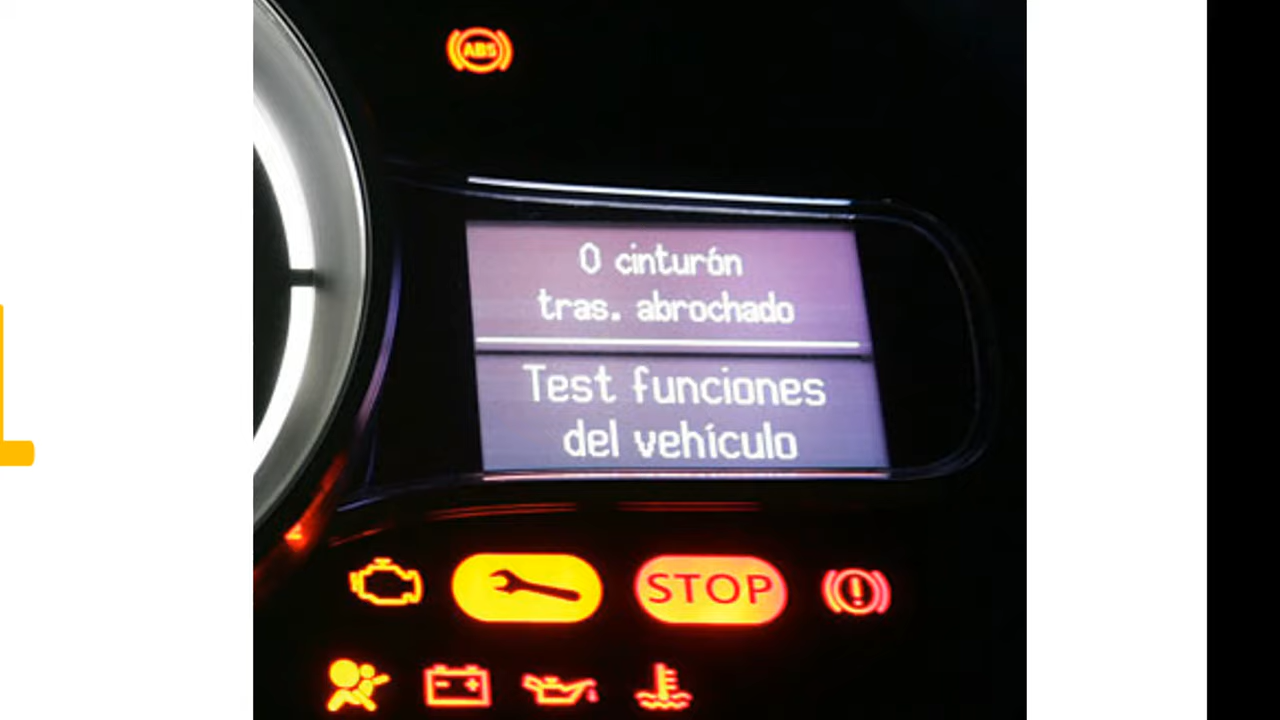 ABS
0 cinturón
tras. abrochado
Test funciones
del vehículo
STOP